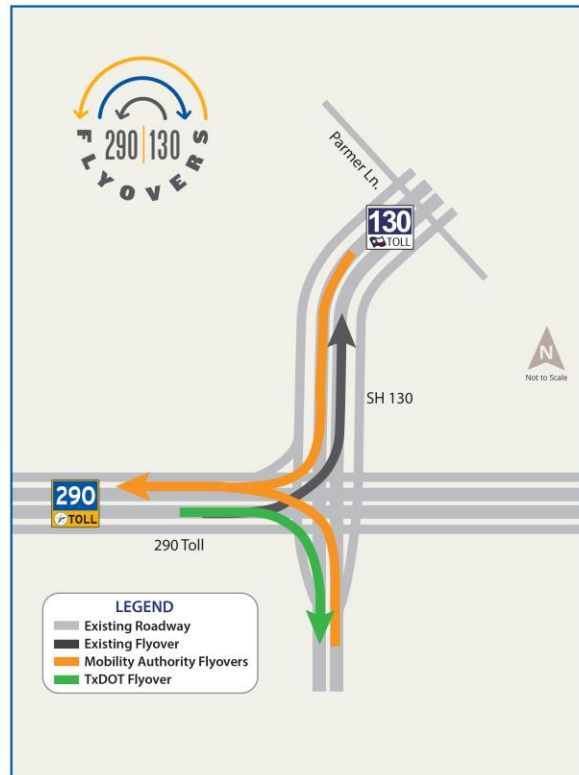 290|130
FLYOVERS
Parmer Ln.
130
TOLL
N
Not to Scale
SH 130
290
TOLL
290 Toll
LEGEND
Existing Roadway
Existing Flyover
Mobility Authority Flyovers
TxDOT Flyover